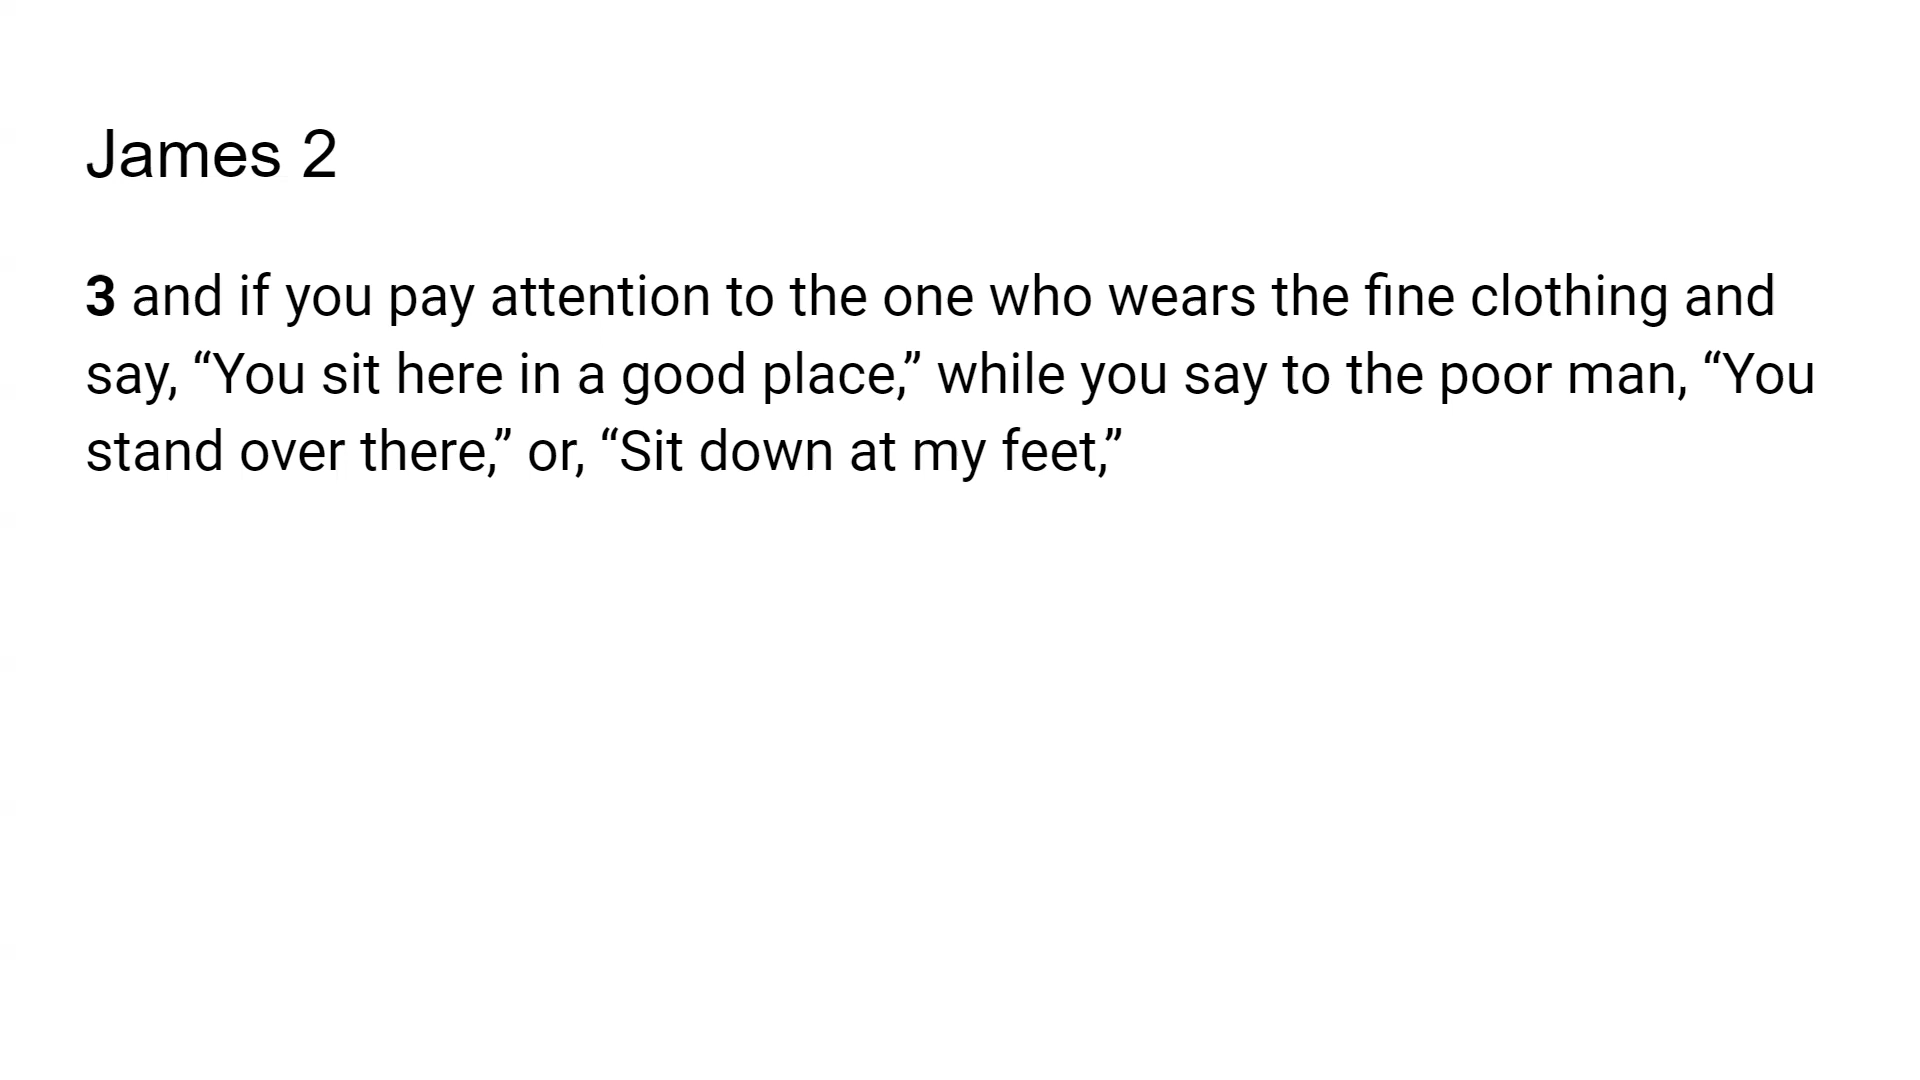 James 2
3 and if you pay attention to the one who wears the fine clothing and
say, “You sit here in a good place,” while you say to the poor man, “You
stand over there,” or, “Sit down at my feet,”